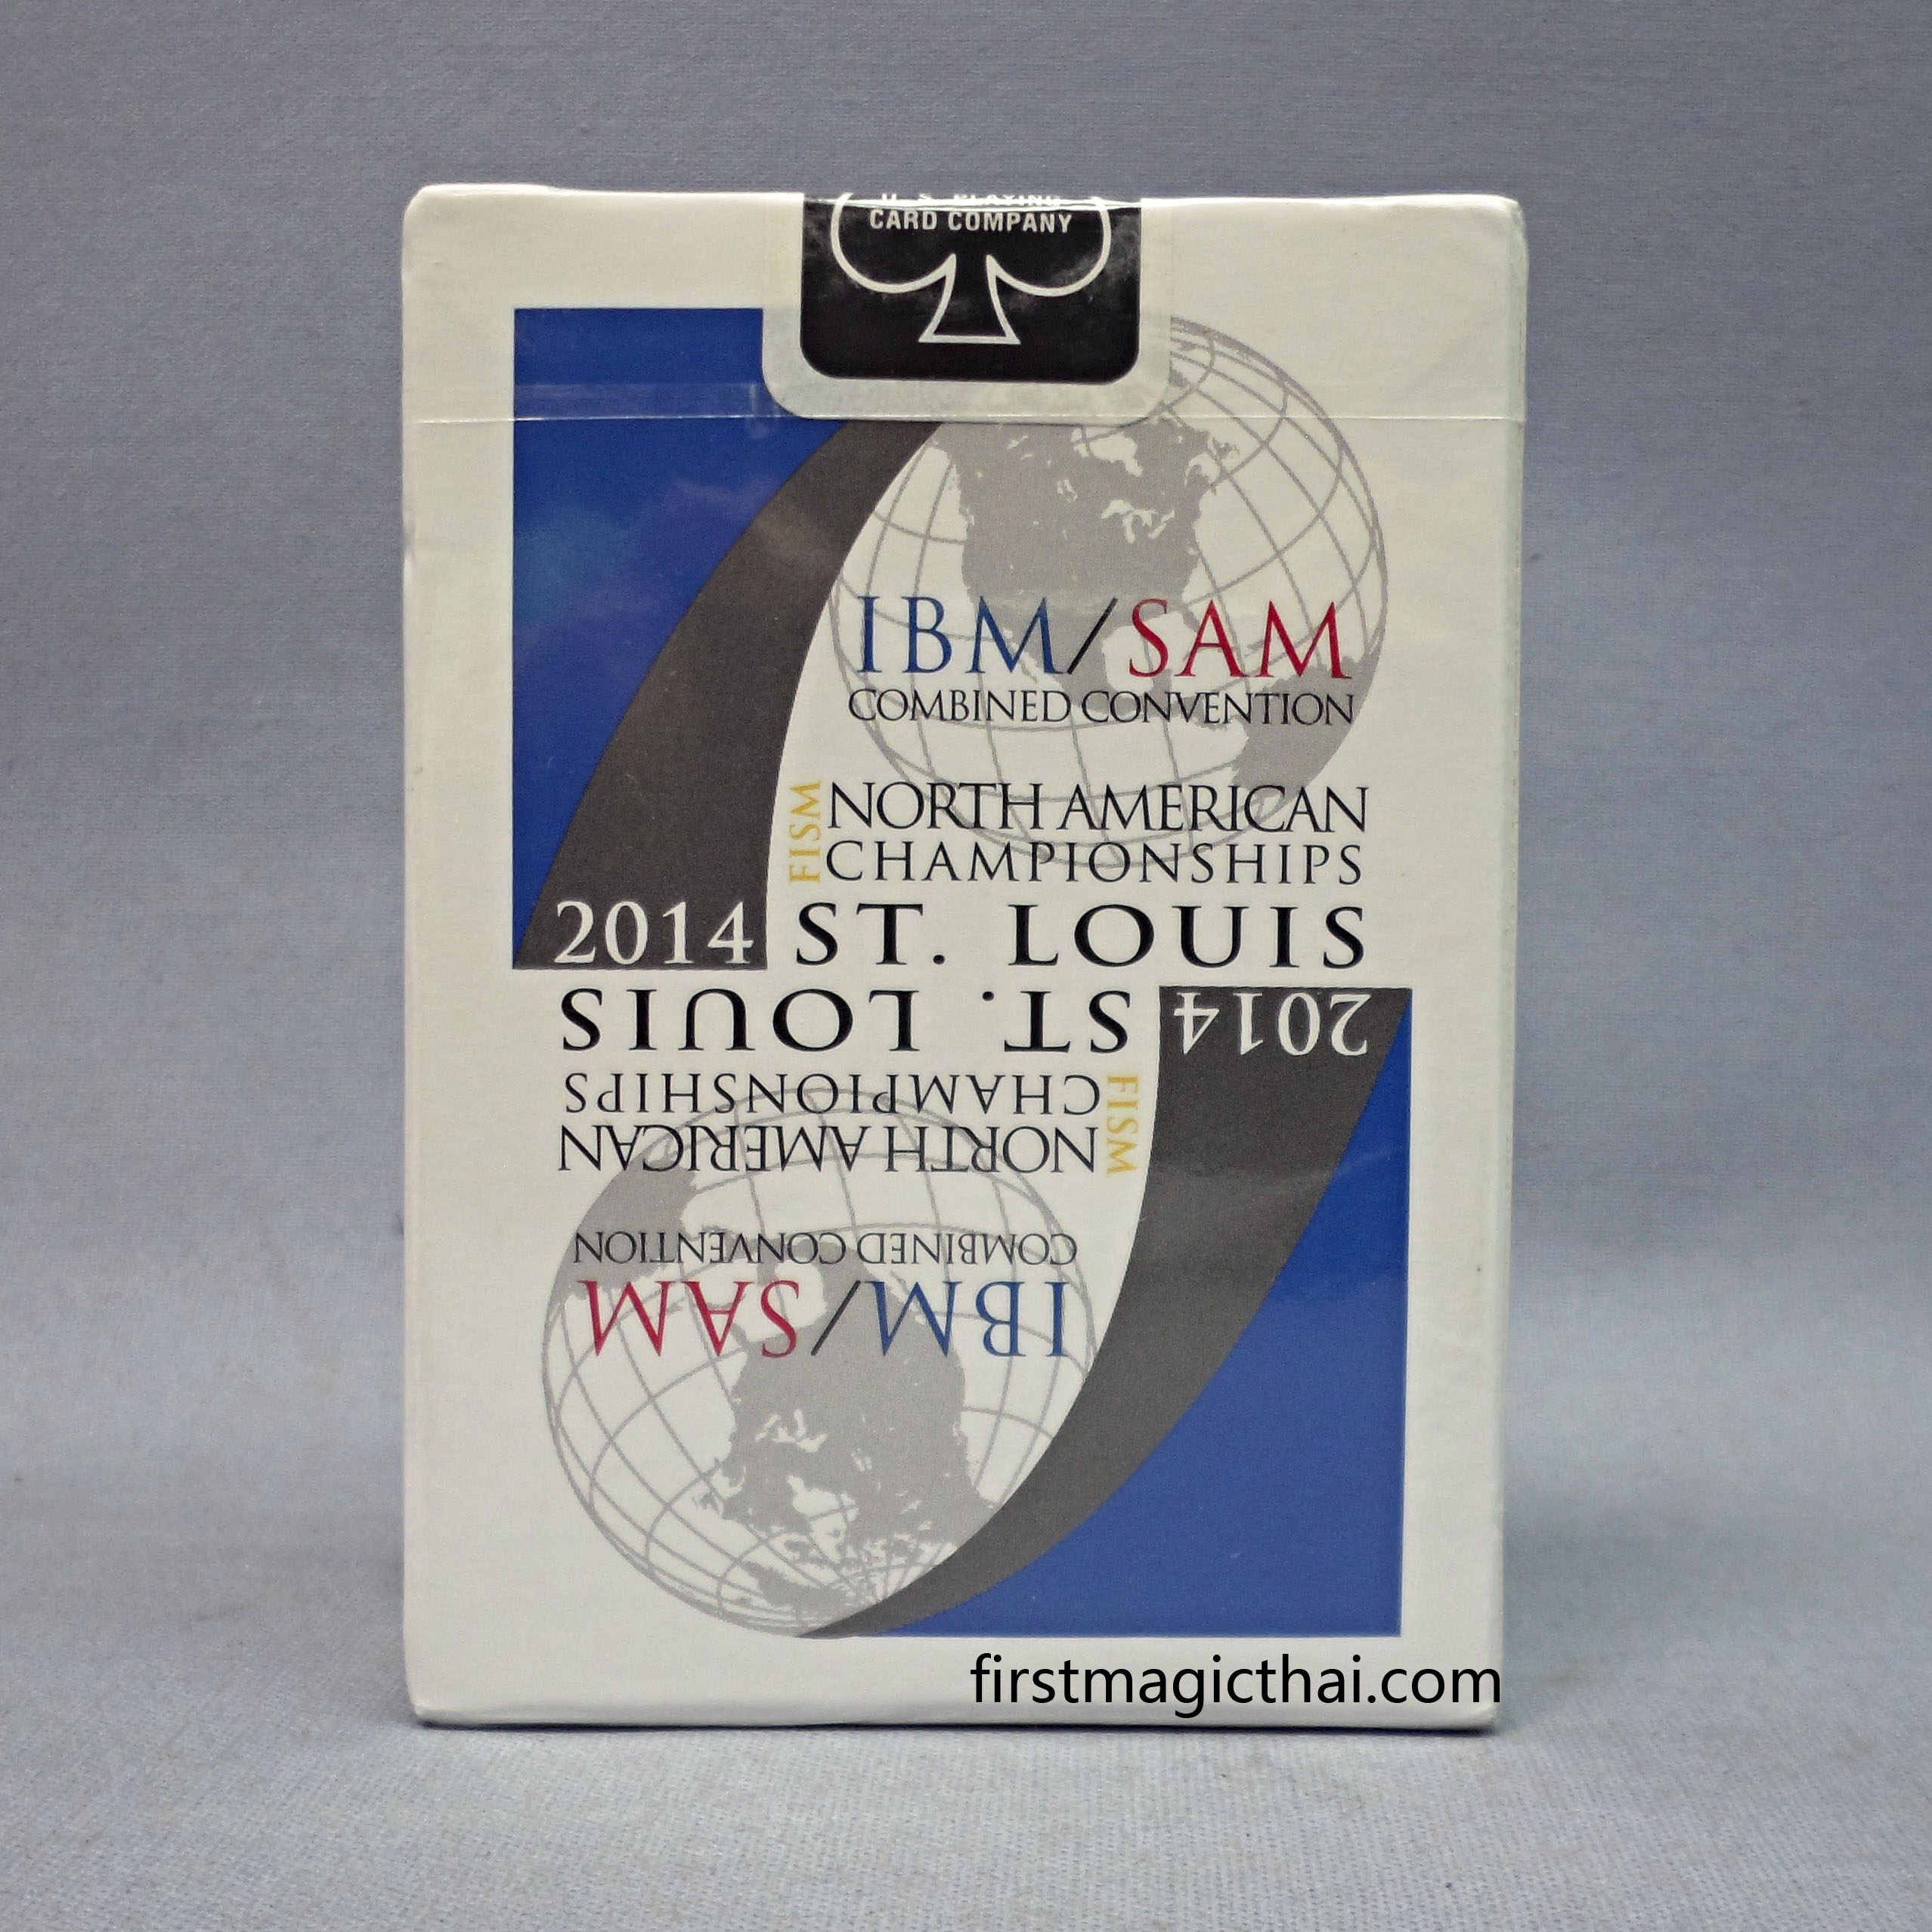 U. S. PLAYING
CARD COMPANY
IBM/SAM
COMBINED CONVENTION
FISM
NORTH AMERICAN
CHAMPIONSHIPS
2014 ST. LOUIS
2014 ST. LOUIS
FISM
NORTH AMERICAN
CHAMPIONSHIPS
IBM/SAM
COMBINED CONVENTION
firstmagicthai.com